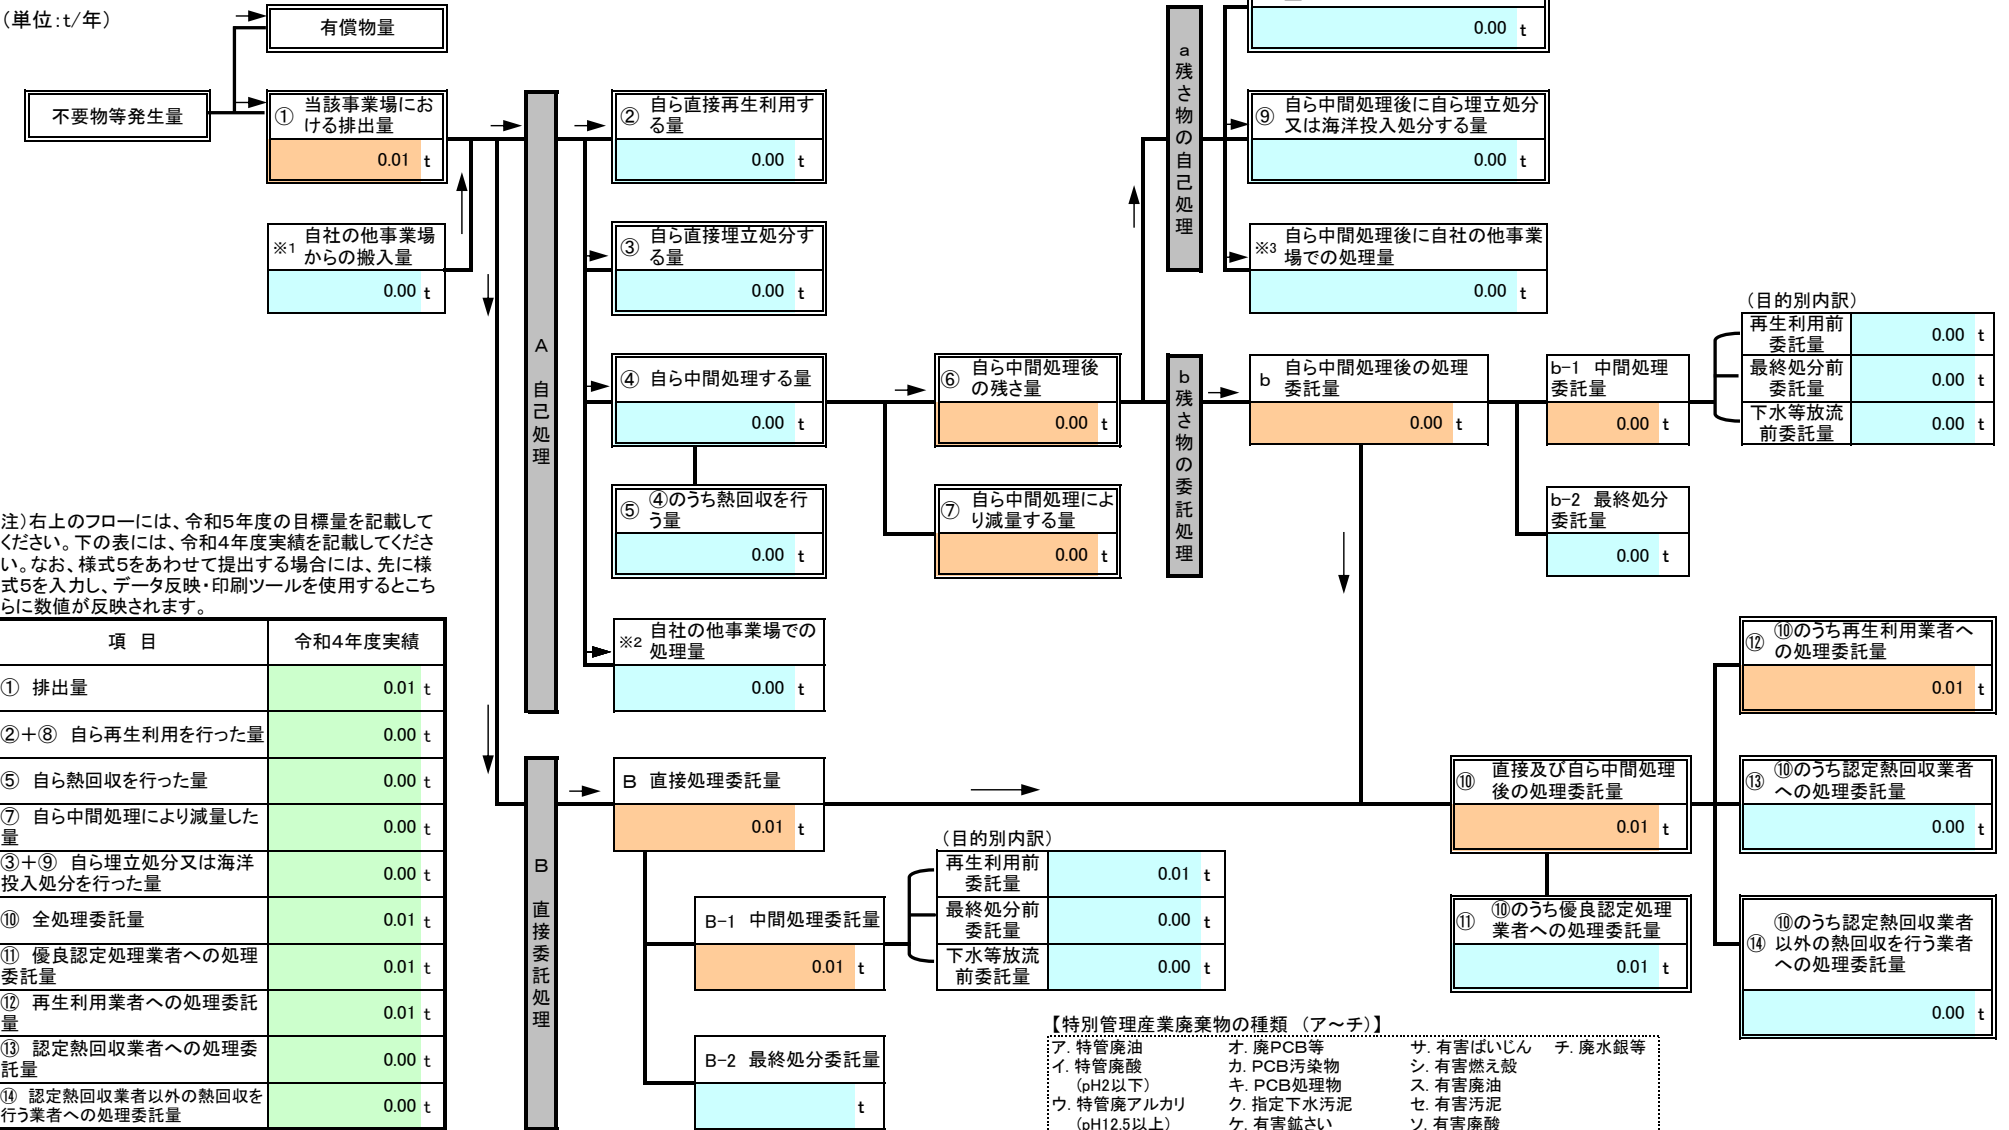 （単位：t/年）
有償物量
不要物等発生量
① 当該事業場にお
ける排出量
0.01 t
※1 自社の他事業場
からの搬入量
0.00 t
A
自己処理
② 自ら直接再生利用す
る量
0.00 t
③ 自ら直接埋立処分す
る量
0.00 t
④ 自ら中間処理する量
0.00 t
⑤ ④のうち熱回収を行
う量
0.00 t
※2 自社の他事業場での
処理量
0.00 t
⑥ 自ら中間処理後
の残さ量
0.00 t
⑦ 自ら中間処理によ
り減量する量
0.00 t
a
残さ物の自己処理
0.00 t
⑨ 自ら中間処理後に自ら埋立処分
又は海洋投入処分する量
0.00 t
※3 自ら中間処理後に自社の他事業
場での処理量
0.00 t
b
残さ物の委託処理
b 自ら中間処理後の処理
委託量
0.00 t
b-1 中間処理
委託量
0.00 t
（目的別内訳）
再生利用前
委託量 0.00 t
最終処分前
委託量 0.00 t
下水等放流
前委託量 0.00 t
b-2 最終処分
委託量
0.00 t
注）右上のフローには、令和５年度の目標量を記載して
ください。下の表には、令和４年度実績を記載してくださ
い。なお、様式５をあわせて提出する場合には、先に様
式５を入力し、データ反映・印刷ツールを使用するとこち
らに数値が反映されます。
項 目 令和４年度実績
① 排出量 0.01 t
②＋⑧ 自ら再生利用を行った量 0.00 t
⑤ 自ら熱回収を行った量 0.00 t
⑦ 自ら中間処理により減量した
量 0.00 t
③＋⑨ 自ら埋立処分又は海洋
投入処分を行った量 0.00 t
⑩ 全処理委託量 0.01 t
⑪ 優良認定処理業者への処理
委託量 0.01 t
⑫ 再生利用業者への処理委託
量 0.01 t
⑬ 認定熱回収業者への処理委
託量 0.00 t
⑭ 認定熱回収業者以外の熱回収を
行う業者への処理委託量 0.00 t
B
直接委託処理
B 直接処理委託量
0.01 t
B-1 中間処理委託量
0.01 t
（目的別内訳）
再生利用前
委託量 0.01 t
最終処分前
委託量 0.00 t
下水等放流
前委託量 0.00 t
B-2 最終処分委託量
t
⑩ 直接及び自ら中間処理
後の処理委託量
0.01 t
⑪ ⑩のうち優良認定処理
業者への処理委託量
0.01 t
⑫ ⑩のうち再生利用業者へ
の処理委託量
0.01 t
⑬ ⑩のうち認定熱回収業者
への処理委託量
0.00 t
⑭ ⑩のうち認定熱回収業者
以外の熱回収を行う業者
への処理委託量
0.00 t
【特別管理産業廃棄物の種類 （ア～チ）】
ア. 特管廃油 オ. 廃PCB等 サ. 有害ばいじん チ. 廃水銀等
イ. 特管廃酸 カ. PCB汚染物 シ. 有害燃え殻
（pH2以下） キ. PCB処理物 ス. 有害廃油
ウ. 特管廃アルカリ ク. 指定下水汚泥 セ. 有害汚泥
（pH12.5以上） ケ. 有害鉱さい ソ. 有害廃酸